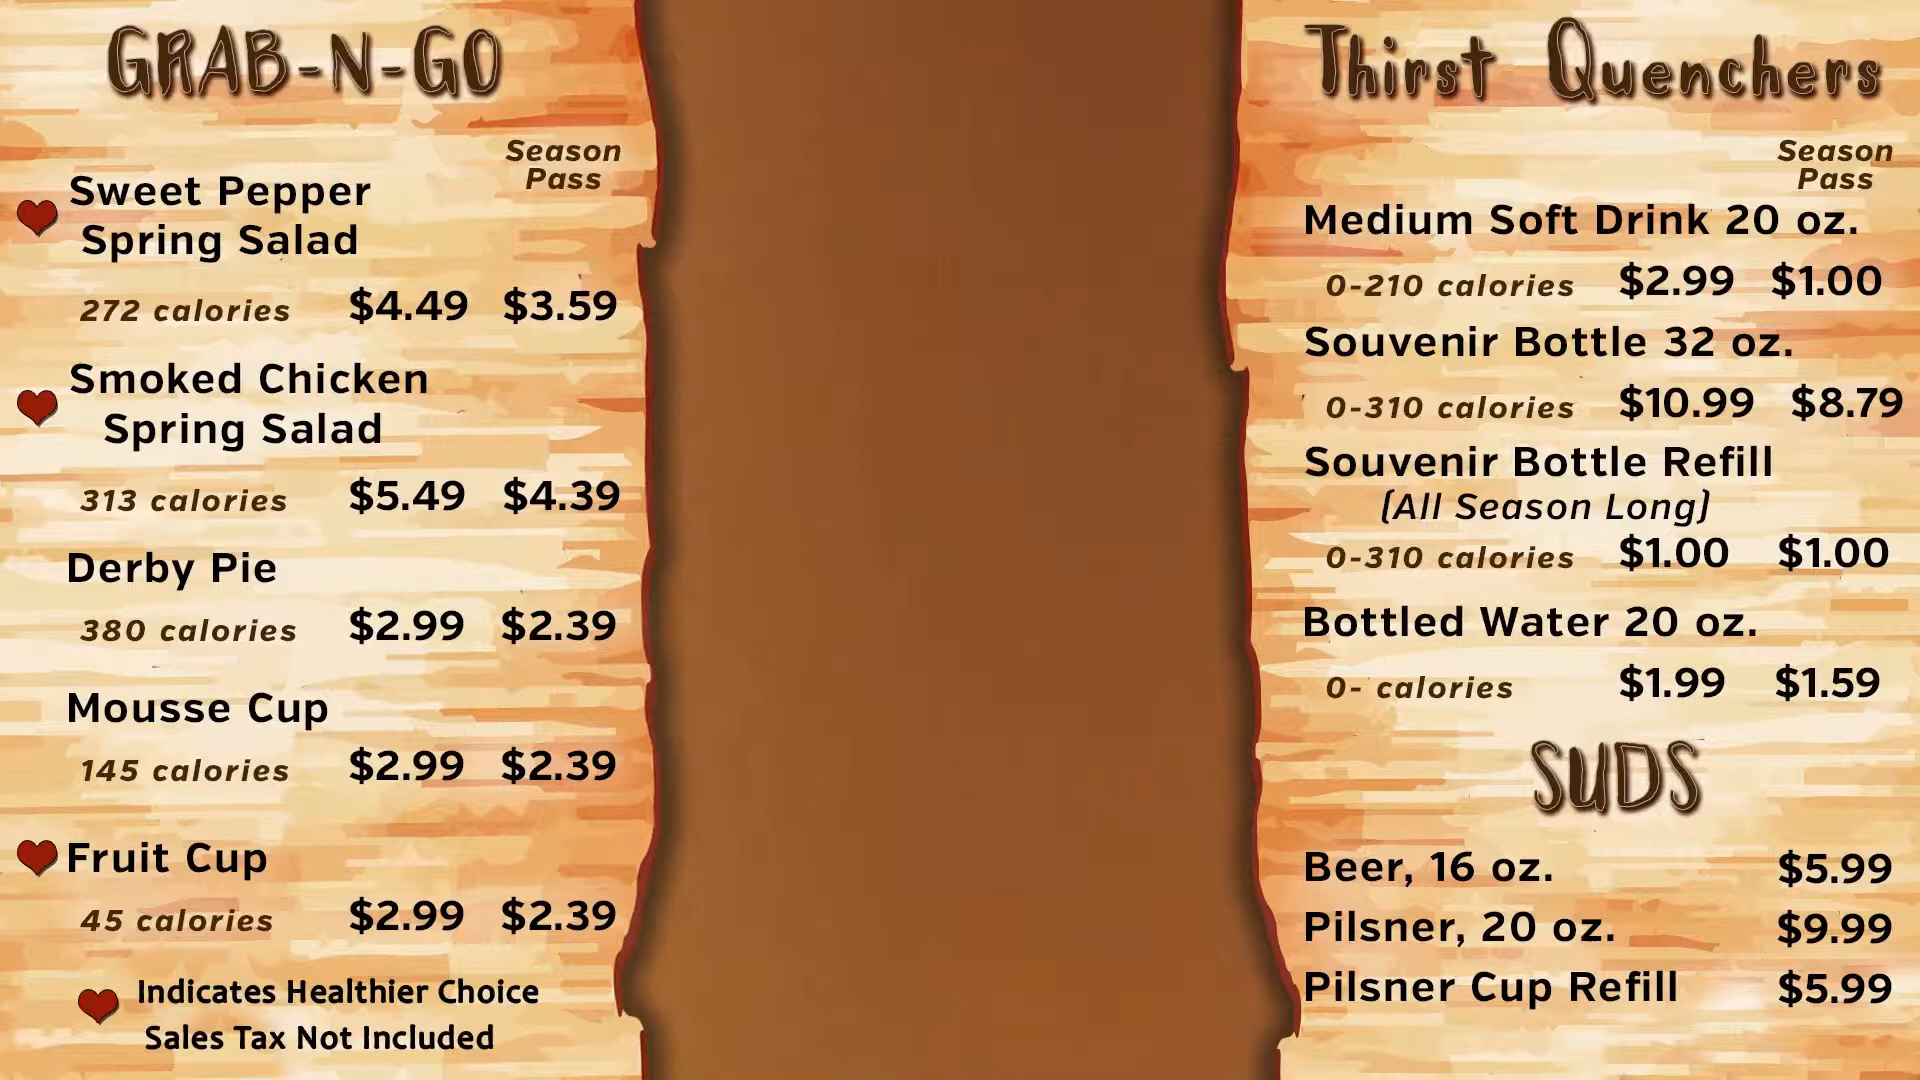 GRAB-N-GO
Season
Pass
Sweet Pepper
Spring Salad
272 calories $4.49 $3.59
Smoked Chicken
Spring Salad
313 calories $5.49 $4.39
Derby Pie
380 calories $2.99 $2.39
Mousse Cup
145 calories $2.99 $2.39
Fruit Cup
45 calories $2.99 $2.39
Indicates Healthier Choice
Sales Tax Not Included
Thirst Quenchers
Season
Pass
Medium Soft Drink 20 oz.
0-210 calories $2.99 $1.00
Souvenir Bottle 32 oz.
0-310 calories $10.99 $8.79
Souvenir Bottle Refill
(All Season Long)
0-310 calories $1.00 $1.00
Bottled Water 20 oz.
0- calories $1.99 $1.59
SUDS
Beer, 16 oz. $5.99
Pilsner, 20 oz. $9.99
Pilsner Cup Refill $5.99